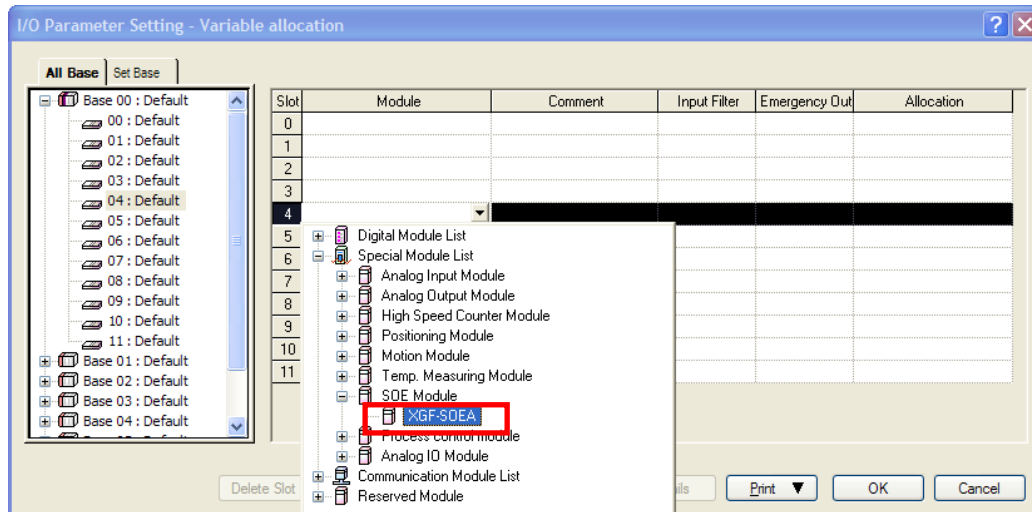 I/O Parameter Setting - Variable allocation
All Base
Set Base
Base 00 : Default
00 : Default
01 : Default
02 : Default
03 : Default
04 : Default
05 : Default
06 : Default
07 : Default
08 : Default
09 : Default
10 : Default
11 : Default
Base 01 : Default
Base 02 : Default
Base 03 : Default
Base 04 : Default
Slot Module Comment Input Filter Emergency Out Allocation
0
1
2
3
4
5
6
7
8
9
10
11
Digital Module List
Special Module List
Analog Input Module
Analog Output Module
High Speed Counter Module
Positioning Module
Motion Module
Temp. Measuring Module
SOE Module
XGF-SOEA
Process control module
Analog IO Module
Communication Module List
Reserved Module
Delete Slot
ils
Print ▼
OK
Cancel